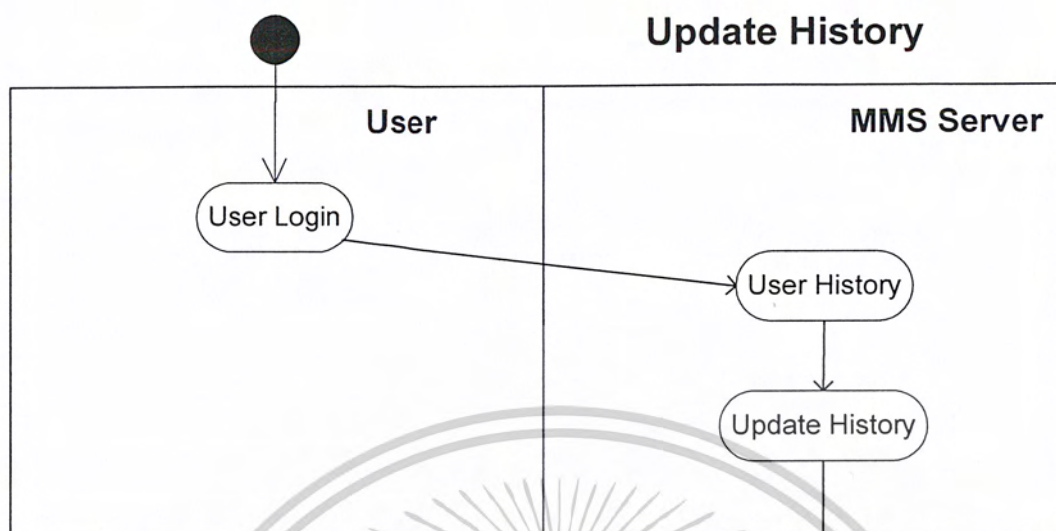 Update History
User
MMS Server
User Login
User History
Update History